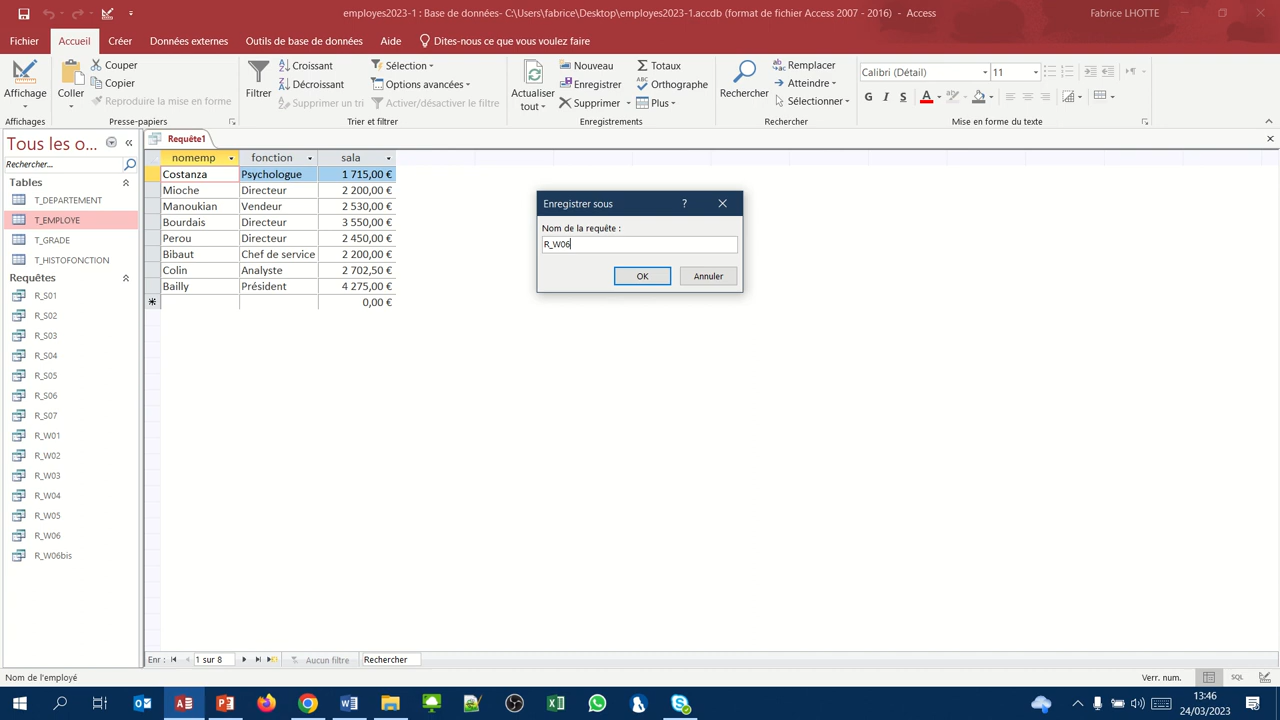 employes2023-1 : Base de données- C:\Users\fabrice\Desktop\employes2023-1.accdb (format de fichier Access 2007 - 2016) - Access
Fabrice LHOTTE
Fichier Accueil Créer Données externes Outils de base de données Aide Dites-nous ce que vous voulez faire
Couper
Copier
Reproduire la mise en forme
Affichage
Coller
Filtrer
Croissant
Décroissant
Supprimer un tri
Sélection
Options avancées
Activer/désactiver le filtre
Actualiser
tout
Nouveau
Enregistrer
Supprimer
Totaux
Orthographe
Plus
Rechercher
Remplacer
Atteindre
Sélectionner
Calibri (Détail) 11
G I S A
Affichages Presse-papiers Trier et filtrer Enregistrements Rechercher Mise en forme du texte
Tous les o...
Rechercher...
Tables
T_DEPARTEMENT
T_EMPLOYE
T_GRADE
T_HISTOFONCTION
Requêtes
R_S01
R_S02
R_S03
R_S04
R_S05
R_S06
R_S07
R_W01
R_W02
R_W03
R_W04
R_W05
R_W06
R_W06bis
Requête1
nomemp fonction sala
Costanza Psychologue 1 715,00 €
Mioche Directeur 2 200,00 €
Manoukian Vendeur 2 530,00 €
Bourdais Directeur 3 550,00 €
Perou Directeur 2 450,00 €
Bibaut Chef de service 2 200,00 €
Colin Analyste 2 702,50 €
Bailly Président 4 275,00 €
0,00 €
Enregistrer sous ?
Nom de la requête :
R_W06
OK Annuler
Enr : 1 sur 8 Aucun filtre Rechercher
Nom de l'employé
Verr. num. SQL
13:46
24/03/2023